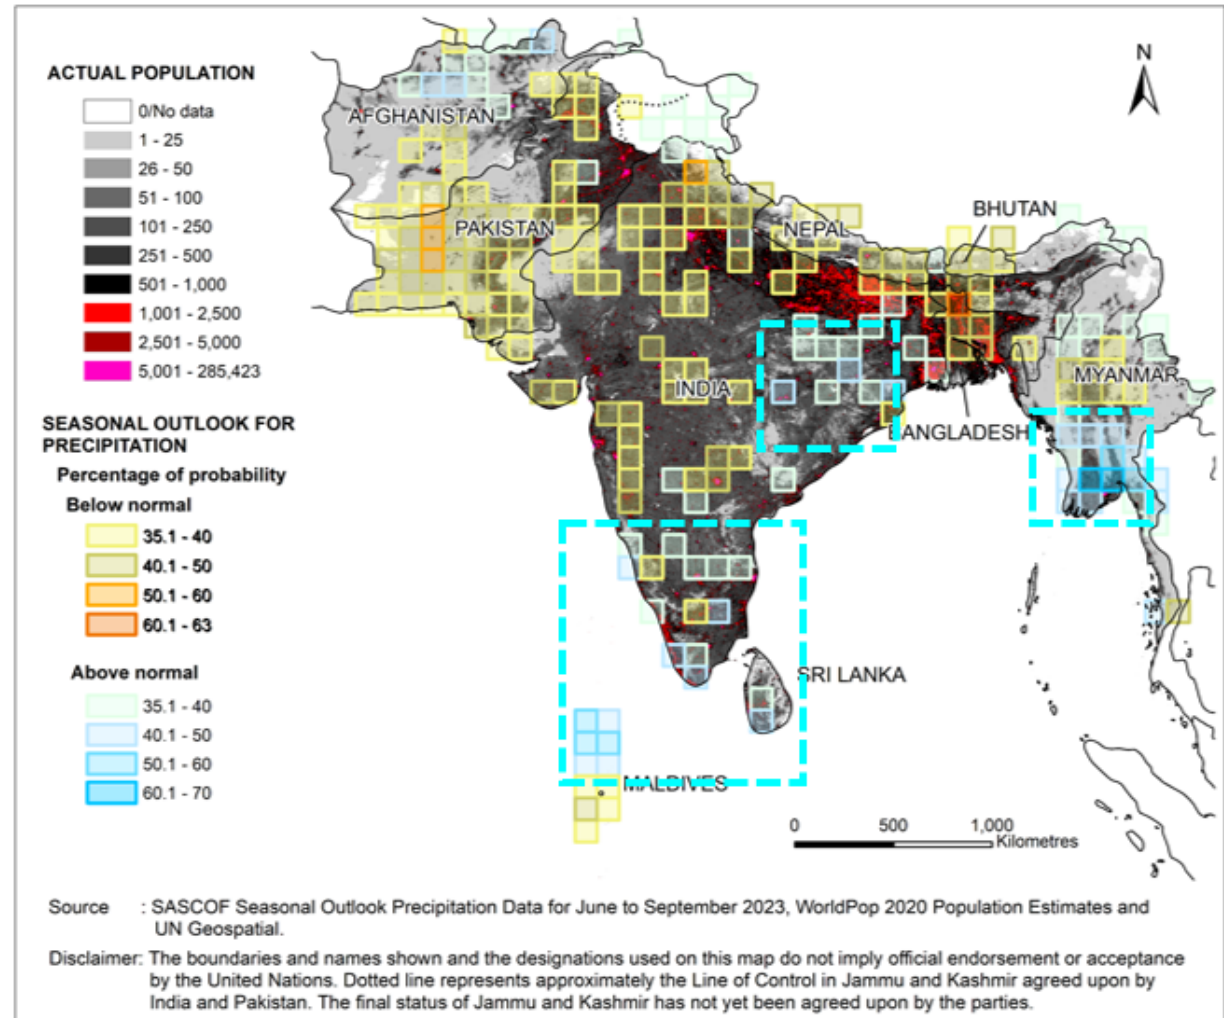 ACTUAL POPULATION
0/No data
1 - 25
26 - 50
51 - 100
101 - 250
251 - 500
501 - 1,000
1,001 - 2,500
2,501 - 5,000
5,001 - 285,423
SEASONAL OUTLOOK FOR
PRECIPITATION
Percentage of probability
Below normal
35.1 - 40
40.1 - 50
50.1 - 60
60.1 - 63
Above normal
35.1 - 40
40.1 - 50
50.1 - 60
60.1 - 70
N
AFGHANISTAN
PAKISTAN
NEPAL
BHUTAN
INDIA
MYANMAR
BANGLADESH
SRI LANKA
MALDIVES
0 500 1,000
Kilometres
Source : SASCOF Seasonal Outlook Precipitation Data for June to September 2023, WorldPop 2020 Population Estimates and
UN Geospatial.
Disclaimer: The boundaries and names shown and the designations used on this map do not imply official endorsement or acceptance
by the United Nations. Dotted line represents approximately the Line of Control in Jammu and Kashmir agreed upon by
India and Pakistan. The final status of Jammu and Kashmir has not yet been agreed upon by the parties.